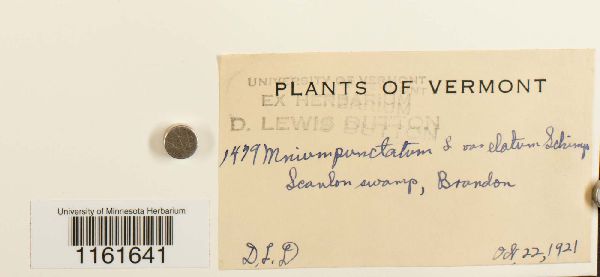 UNIVERSITY OF VERMONT
PLANTS OF VERMONT
EX HERBARIUM
D. LEWIS DUTTON
1479 Mnium punctatum L var elatum Schimp
Scanlon swamp, Brandon
D. L. D
Oct 22, 1921
University of Minnesota Herbarium
1161641